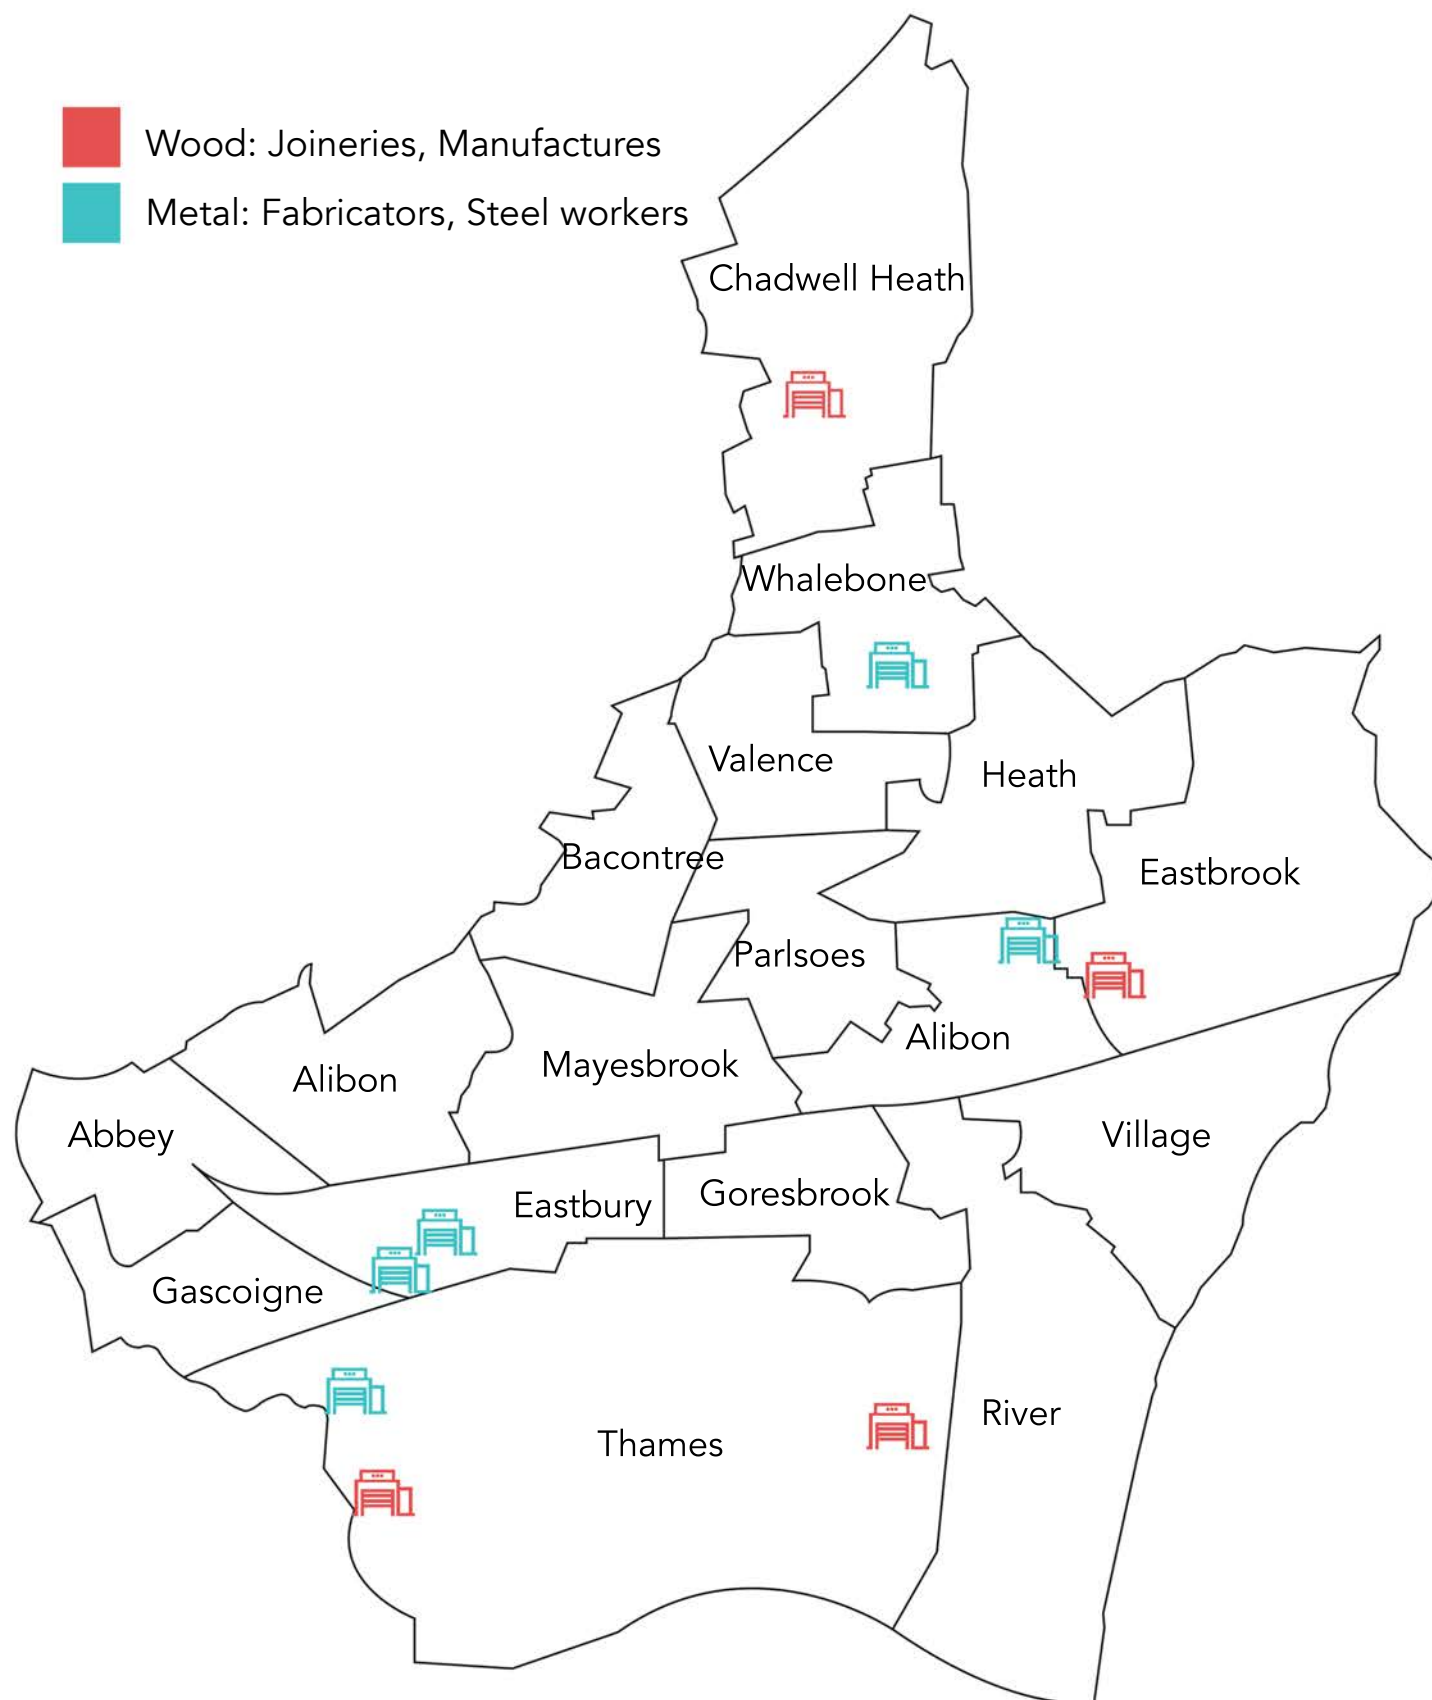 Wood: Joineries, Manufactures
Metal: Fabricators, Steel workers
Chadwell Heath
Whalebone
Valence
Heath
Bacontree
Eastbrook
Parlsoes
Alibon
Mayesbrook
Alibon
Abbey
Village
Eastbury
Goresbrook
Gascoigne
River
Thames